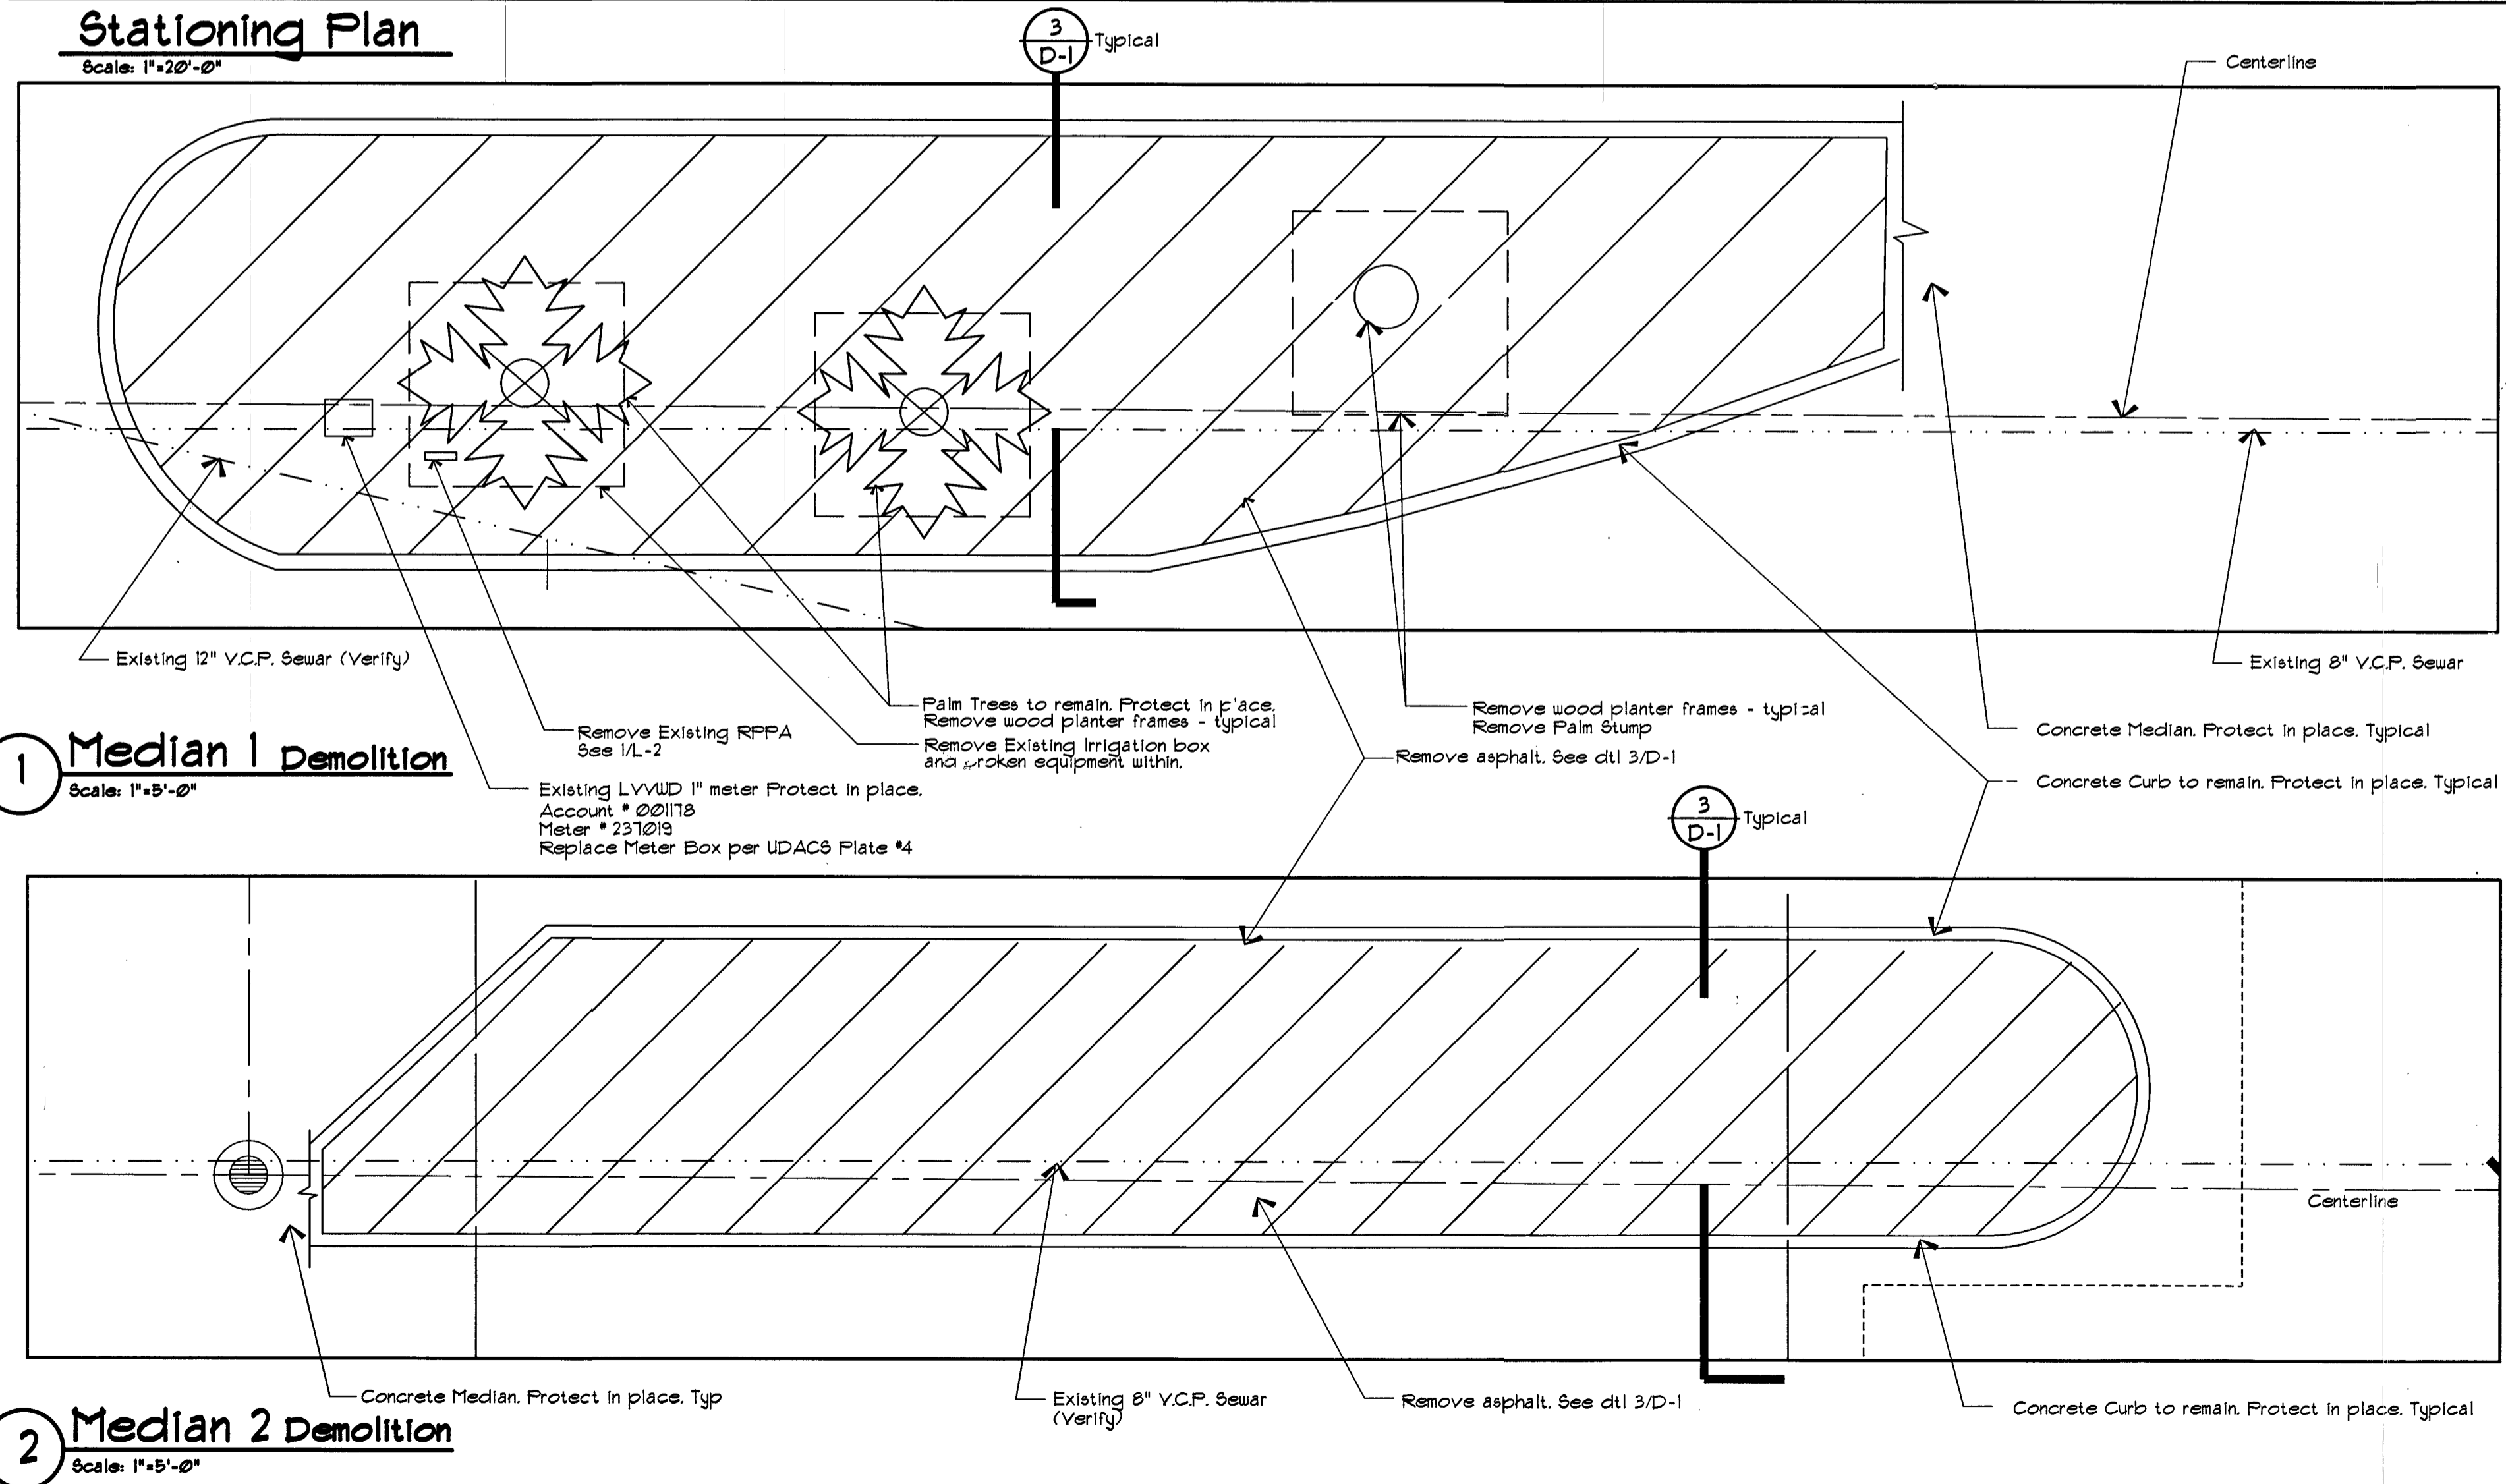 Stationing Plan
Scale: 1"=20'-0"
3
D-1
Typical
Centerline
Existing 12" V.C.P. Sewar (Verify)
Existing 8" V.C.P. Sewar
Palm Trees to remain. Protect in p'ace.
Remove wood planter frames - typical
Remove Existing RPPA
See 1/L-2
Remove Existing Irrigation box
and roken equipment within.
Remove wood planter frames - typical
Remove Palm Stump
Remove asphalt. See dtl 3/D-1
Concrete Median. Protect in place. Typical
Concrete Curb to remain. Protect in place. Typical
1
Median 1 Demolition
Scale: 1"=5'-0"
Existing LVVWD 1" meter Protect in place.
Account # 001178
Meter # 237019
Replace Meter Box per UDACS Plate #4
3
D-1
Typical
Centerline
Concrete Median. Protect in place. Typ
Existing 8" V.C.P. Sewar
(Verify)
Remove asphalt. See dtl 3/D-1
Concrete Curb to remain. Protect in place. Typical
2
Median 2 Demolition
Scale: 1"=5'-0"